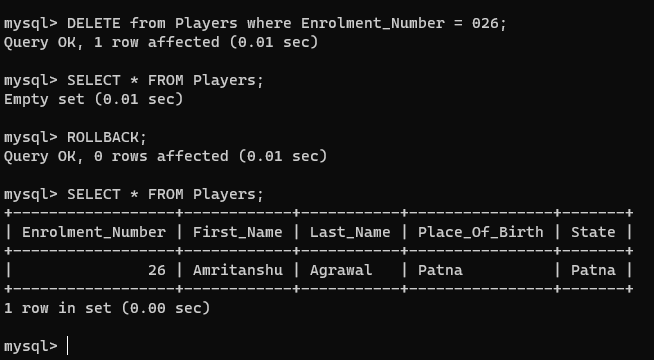 mysql> DELETE from Players where Enrolment_Number = 026;
Query OK, 1 row affected (0.01 sec)
mysql> SELECT * FROM Players;
Empty set (0.01 sec)
mysql> ROLLBACK;
Query OK, 0 rows affected (0.01 sec)
mysql> SELECT * FROM Players;
+------------------+------------+-----------+----------------+-------+
| Enrolment_Number | First_Name | Last_Name | Place_Of_Birth | State |
+------------------+------------+-----------+----------------+-------+
|               26 | Amritanshu | Agrawal   | Patna          | Patna |
+------------------+------------+-----------+----------------+-------+
1 row in set (0.00 sec)
mysql>